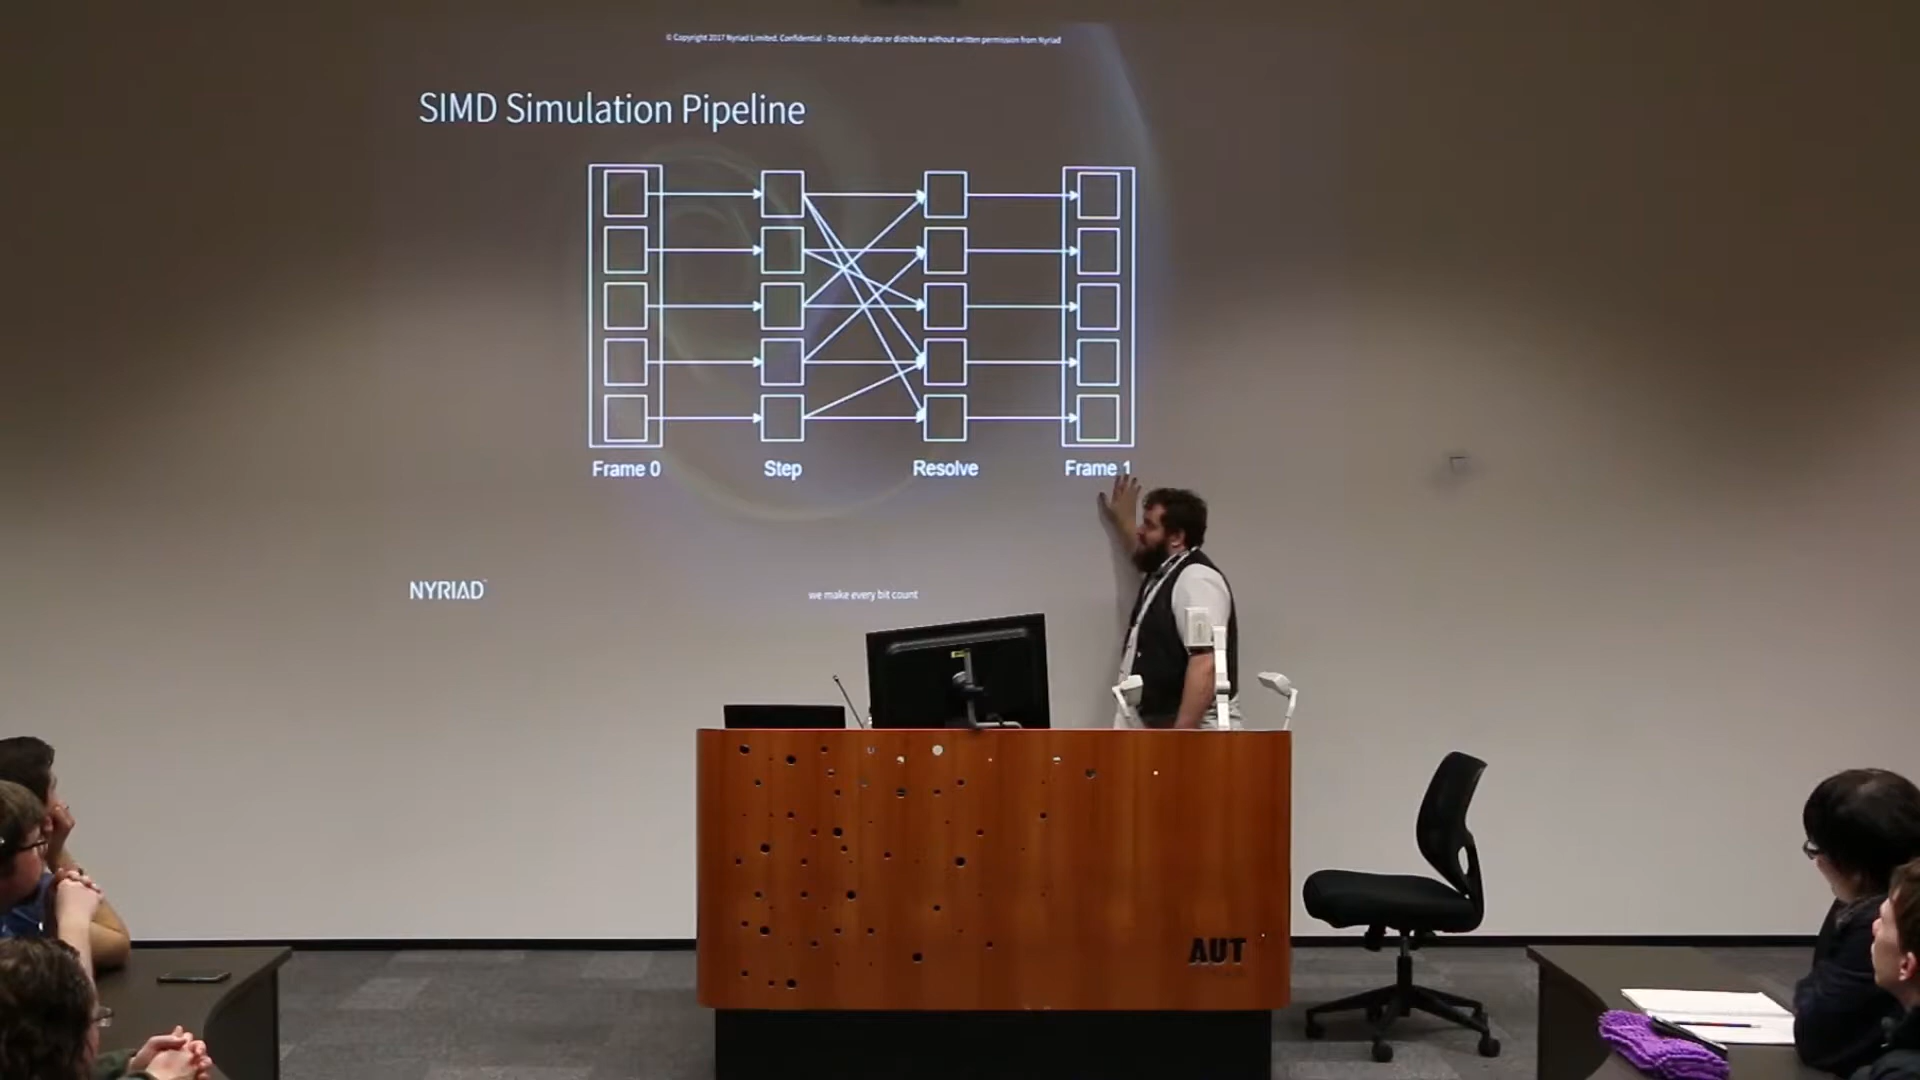 © Copyright 2017 Nyriad Limited. Confidential - Do not duplicate or distribute without written permission from Nyriad
SIMD Simulation Pipeline
Frame 0 Step Resolve Frame 1
NYRIAD™
we make every bit count
AUT